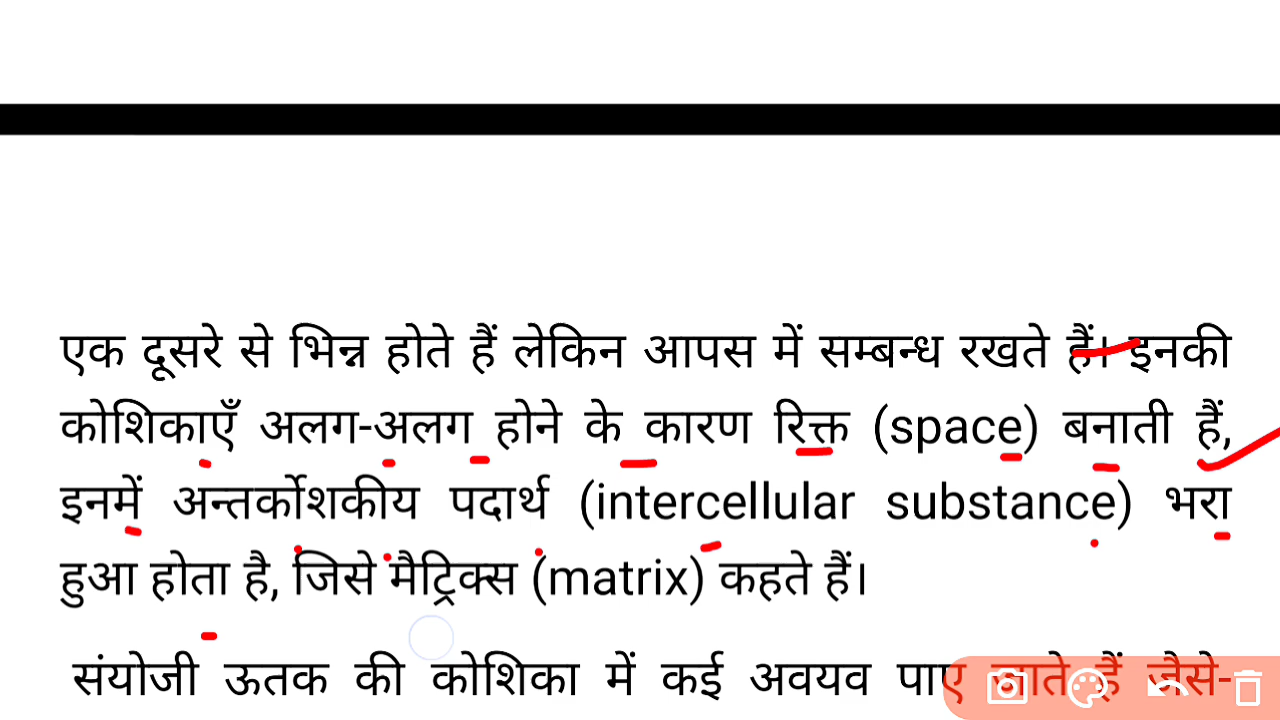 एक दूसरे से भिन्न होते हैं लेकिन आपस में सम्बन्ध रखते हैं। इनकी
कोशिकाएँ अलग-अलग होने के कारण रिक्त (space) बनाती हैं,
इनमें अन्तर्कोशकीय पदार्थ (intercellular substance) भरा
हुआ होता है, जिसे मैट्रिक्स (matrix) कहते हैं।
संयोजी ऊतक की कोशिका में कई अवयव पाए जाते हैं जैसे-